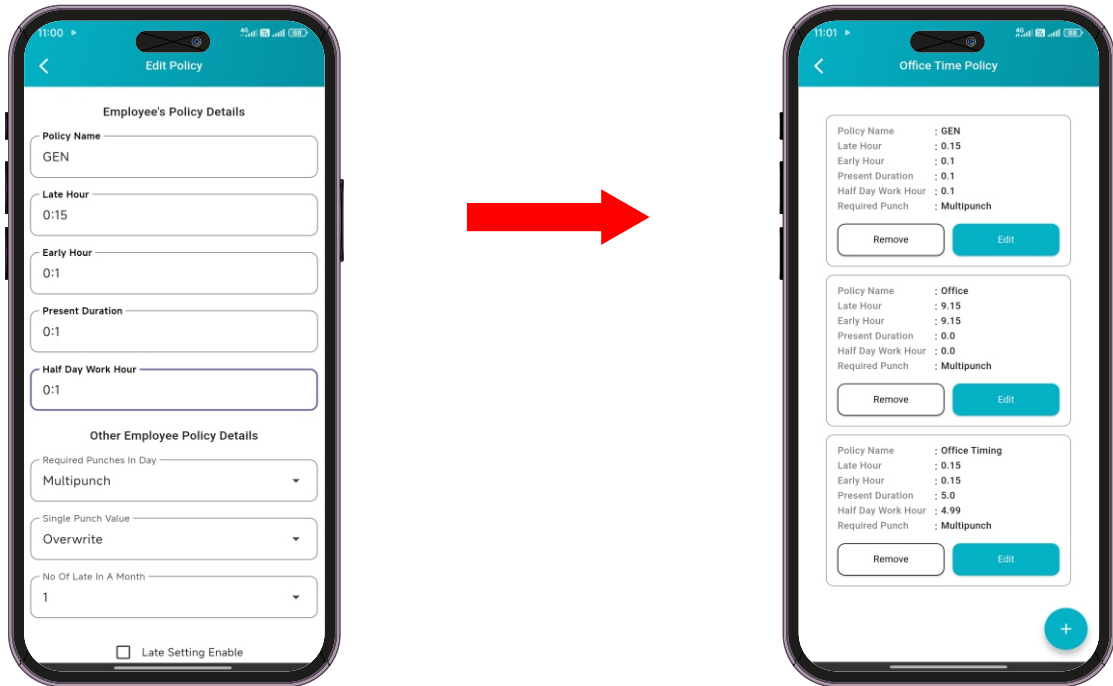 11:00
4G
88
Edit Policy
Employee's Policy Details
Policy Name
GEN
Late Hour
0:15
Early Hour
0:1
Present Duration
0:1
Half Day Work Hour
0:1
Other Employee Policy Details
Required Punches In Day
Multipunch
Single Punch Value
Overwrite
No Of Late In A Month
1
Late Setting Enable
11:01
4G
88
Office Time Policy
Policy Name : GEN
Late Hour : 0.15
Early Hour : 0.1
Present Duration : 0.1
Half Day Work Hour : 0.1
Required Punch : Multipunch
Remove Edit
Policy Name : Office
Late Hour : 9.15
Early Hour : 9.15
Present Duration : 0.0
Half Day Work Hour : 0.0
Required Punch : Multipunch
Remove Edit
Policy Name : Office Timing
Late Hour : 0.15
Early Hour : 0.15
Present Duration : 5.0
Half Day Work Hour : 4.99
Required Punch : Multipunch
Remove Edit
+